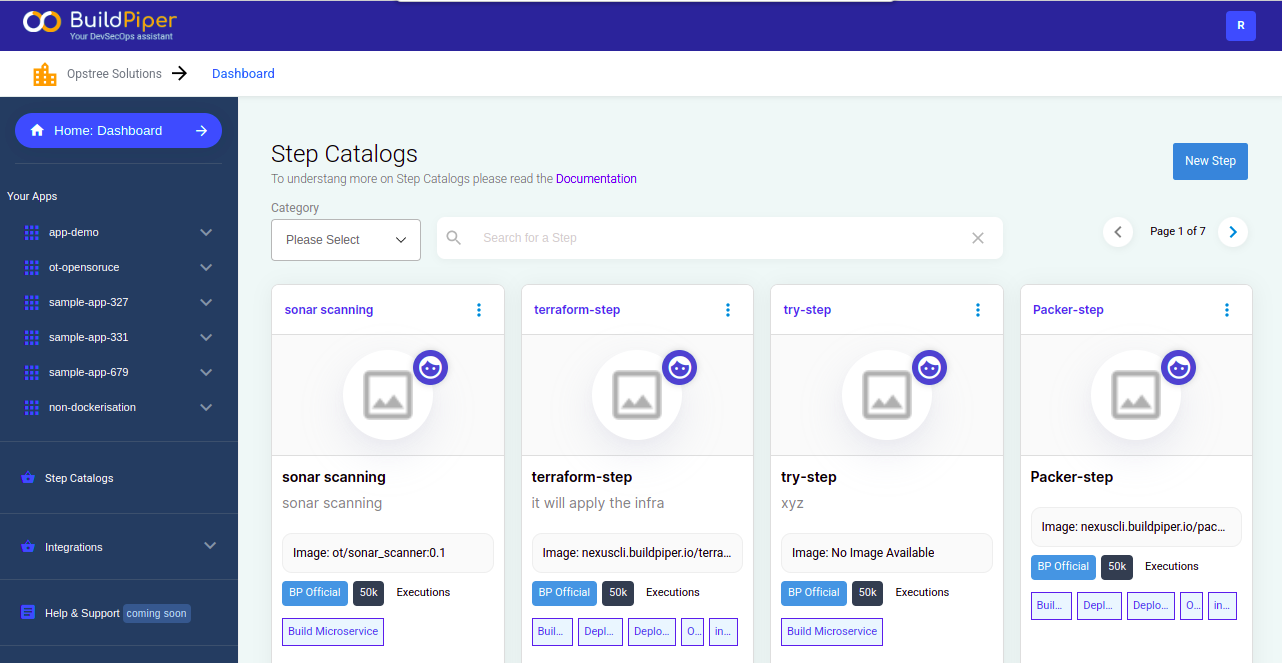 BuildPiper
Your DevSecOps assistant
R
Opstree Solutions
Dashboard
Home: Dashboard
Your Apps
app-demo
ot-opensoruce
sample-app-327
sample-app-331
sample-app-679
non-dockerisation
Step Catalogs
Integrations
Help & Support coming soon
Step Catalogs
To understang more on Step Catalogs please read the Documentation
New Step
Category
Please Select
Search for a Step
Page 1 of 7
sonar scanning
sonar scanning
sonar scanning
Image: ot/sonar_scanner:0.1
BP Official 50k Executions
Build Microservice
terraform-step
terraform-step
it will apply the infra
Image: nexuscli.buildpiper.io/terra...
BP Official 50k Executions
Buil... Depl... Deplo... O... in...
try-step
try-step
xyz
Image: No Image Available
BP Official 50k Executions
Build Microservice
Packer-step
Packer-step
Image: nexuscli.buildpiper.io/pac...
BP Official 50k Executions
Buil... Depl... Deplo... O... in...